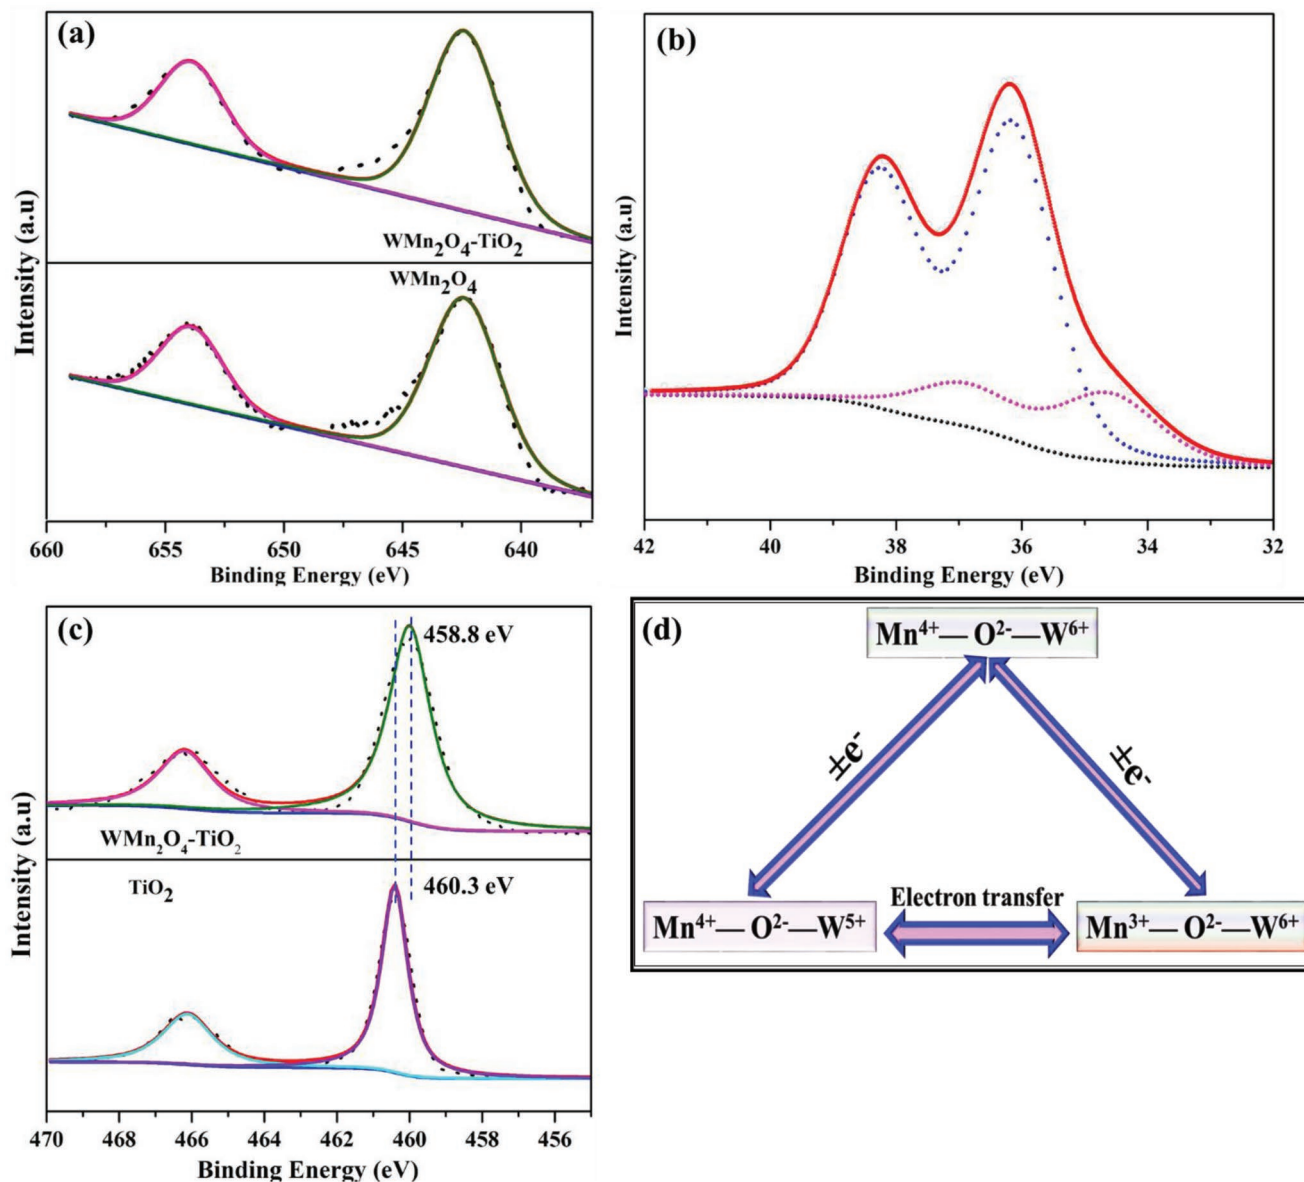 (a)
Intensity (a.u)
WMn₂O₄-TiO₂
WMn₂O₄
660 655 650 645 640
Binding Energy (eV)
(b)
Intensity (a.u)
42 40 38 36 34 32
Binding Energy (eV)
(c)
Intensity (a.u)
458.8 eV
WMn₂O₄-TiO₂
TiO₂
460.3 eV
470 468 466 464 462 460 458 456
Binding Energy (eV)
(d)
Mn⁴⁺— O²⁻—W⁶⁺
±e⁻
±e⁻
Electron transfer
Mn⁴⁺— O²⁻—W⁵⁺
Mn³⁺— O²⁻—W⁶⁺